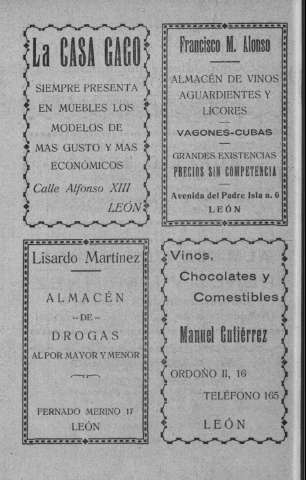 La CASA GAGO
SIEMPRE PRESENTA
EN MUEBLES LOS
MODELOS DE
MAS GUSTO Y MAS
ECONÓMICOS
Calle Alfonso XIII
LEÓN
Francisco M. Alonso
ALMACÉN DE VINOS
AGUARDIENTES Y
LICORES
VAGONES-CUBAS
GRANDES EXISTENCIAS
PRECIOS SIN COMPETENCIA
Avenida del Padre Isla n. 6
LEÓN
Lisardo Martínez
ALMACÉN
-DE-
DROGAS
AL POR MAYOR Y MENOR
FERNADO MERINO 17
LEÓN
Vinos,
Chocolates y
Comestibles
Manuel Gutiérrez
ORDOÑO II, 16
TELÉFONO 165
LEÓN